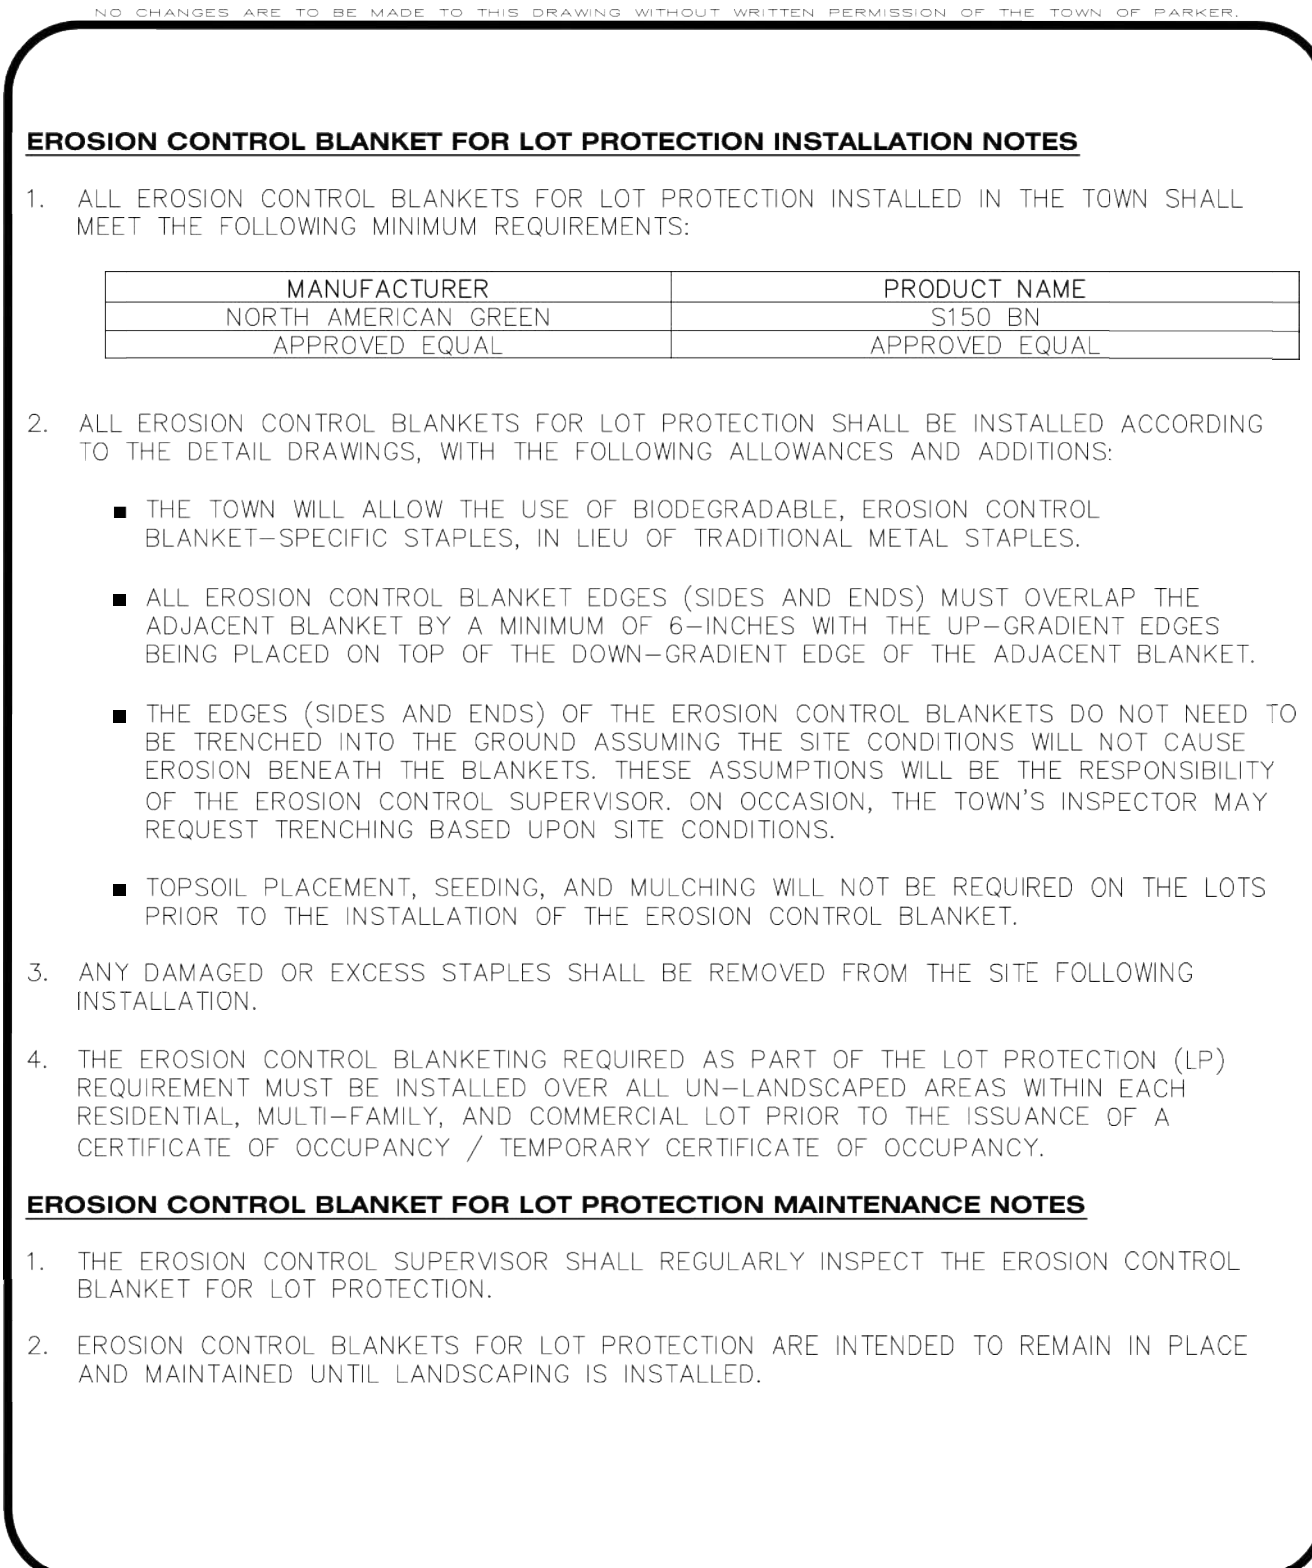 NO CHANGES ARE TO BE MADE TO THIS DRAWING WITHOUT WRITTEN PERMISSION OF THE TOWN OF PARKER.
EROSION CONTROL BLANKET FOR LOT PROTECTION INSTALLATION NOTES
1. ALL EROSION CONTROL BLANKETS FOR LOT PROTECTION INSTALLED IN THE TOWN SHALL
MEET THE FOLLOWING MINIMUM REQUIREMENTS:
MANUFACTURER PRODUCT NAME
NORTH AMERICAN GREEN S150 BN
APPROVED EQUAL APPROVED EQUAL
2. ALL EROSION CONTROL BLANKETS FOR LOT PROTECTION SHALL BE INSTALLED ACCORDING
TO THE DETAIL DRAWINGS, WITH THE FOLLOWING ALLOWANCES AND ADDITIONS:
■ THE TOWN WILL ALLOW THE USE OF BIODEGRADABLE, EROSION CONTROL
BLANKET-SPECIFIC STAPLES, IN LIEU OF TRADITIONAL METAL STAPLES.
■ ALL EROSION CONTROL BLANKET EDGES (SIDES AND ENDS) MUST OVERLAP THE
ADJACENT BLANKET BY A MINIMUM OF 6-INCHES WITH THE UP-GRADIENT EDGES
BEING PLACED ON TOP OF THE DOWN-GRADIENT EDGE OF THE ADJACENT BLANKET.
■ THE EDGES (SIDES AND ENDS) OF THE EROSION CONTROL BLANKETS DO NOT NEED TO
BE TRENCHED INTO THE GROUND ASSUMING THE SITE CONDITIONS WILL NOT CAUSE
EROSION BENEATH THE BLANKETS. THESE ASSUMPTIONS WILL BE THE RESPONSIBILITY
OF THE EROSION CONTROL SUPERVISOR. ON OCCASION, THE TOWN'S INSPECTOR MAY
REQUEST TRENCHING BASED UPON SITE CONDITIONS.
■ TOPSOIL PLACEMENT, SEEDING, AND MULCHING WILL NOT BE REQUIRED ON THE LOTS
PRIOR TO THE INSTALLATION OF THE EROSION CONTROL BLANKET.
3. ANY DAMAGED OR EXCESS STAPLES SHALL BE REMOVED FROM THE SITE FOLLOWING
INSTALLATION.
4. THE EROSION CONTROL BLANKETING REQUIRED AS PART OF THE LOT PROTECTION (LP)
REQUIREMENT MUST BE INSTALLED OVER ALL UN-LANDSCAPED AREAS WITHIN EACH
RESIDENTIAL, MULTI-FAMILY, AND COMMERCIAL LOT PRIOR TO THE ISSUANCE OF A
CERTIFICATE OF OCCUPANCY / TEMPORARY CERTIFICATE OF OCCUPANCY.
EROSION CONTROL BLANKET FOR LOT PROTECTION MAINTENANCE NOTES
1. THE EROSION CONTROL SUPERVISOR SHALL REGULARLY INSPECT THE EROSION CONTROL
BLANKET FOR LOT PROTECTION.
2. EROSION CONTROL BLANKETS FOR LOT PROTECTION ARE INTENDED TO REMAIN IN PLACE
AND MAINTAINED UNTIL LANDSCAPING IS INSTALLED.